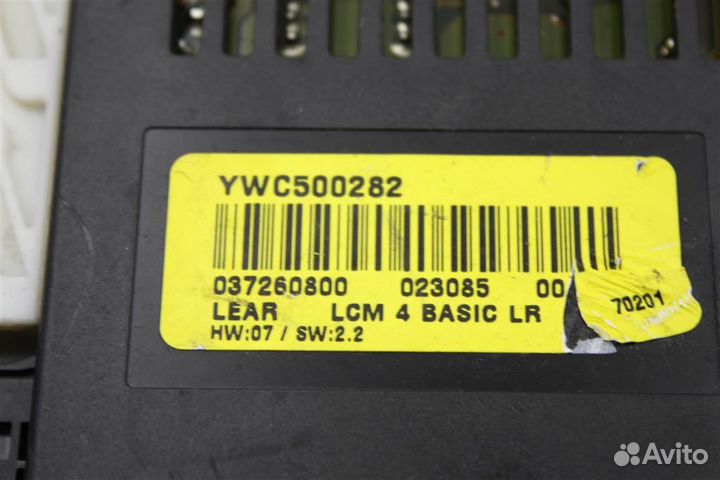 YWC500282
037260800 023085 00
70201
LEAR LCM 4 BASIC LR
HW:07 / SW:2.2
Avito